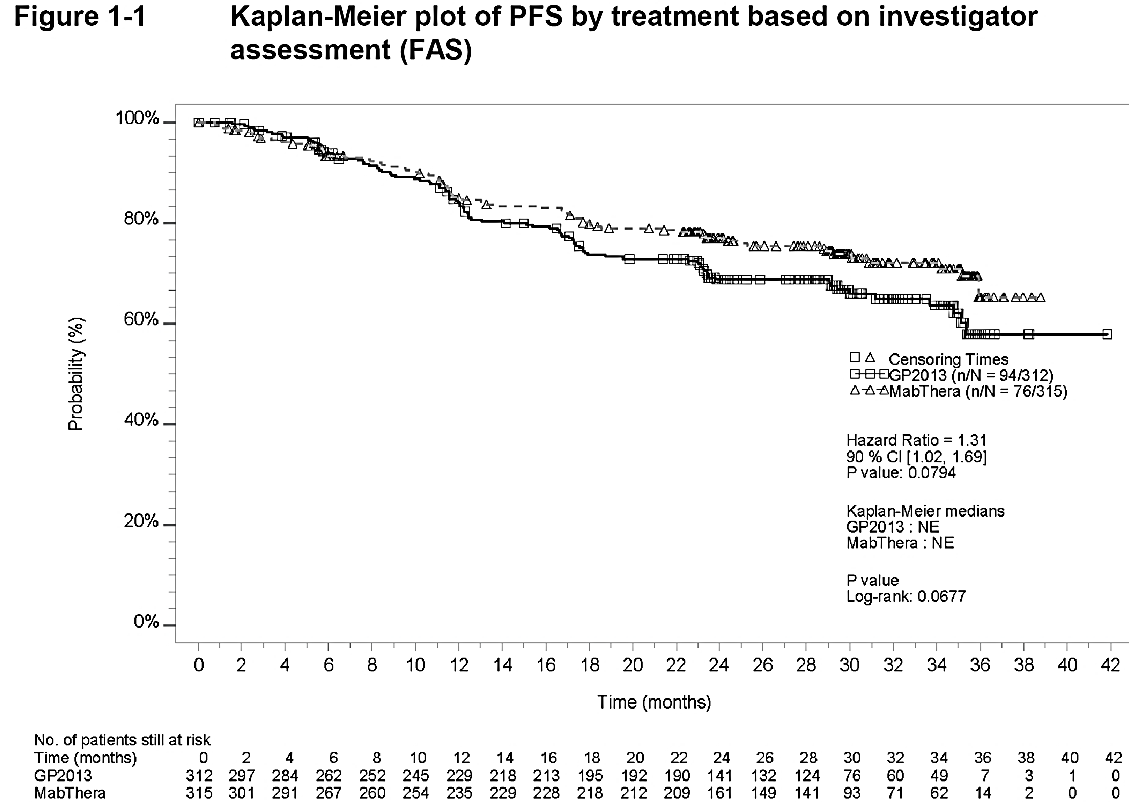 Figure 1-1 Kaplan-Meier plot of PFS by treatment based on investigator
assessment (FAS)
100%
80%
60%
40%
20%
0%
Probability (%)
Censoring Times
GP2013 (n/N = 94/312)
MabThera (n/N = 76/315)
Hazard Ratio = 1.31
90 % CI [1.02, 1.69]
P value: 0.0794
Kaplan-Meier medians
GP2013 : NE
MabThera : NE
P value
Log-rank: 0.0677
0 2 4 6 8 10 12 14 16 18 20 22 24 26 28 30 32 34 36 38 40 42
Time (months)
No. of patients still at risk
Time (months) 0 2 4 6 8 10 12 14 16 18 20 22 24 26 28 30 32 34 36 38 40 42
GP2013 312 297 284 262 252 245 229 218 213 195 192 190 141 132 124 76 60 49 7 3 1 0
MabThera 315 301 291 267 260 254 235 229 228 218 212 209 161 149 141 93 71 62 14 2 0 0